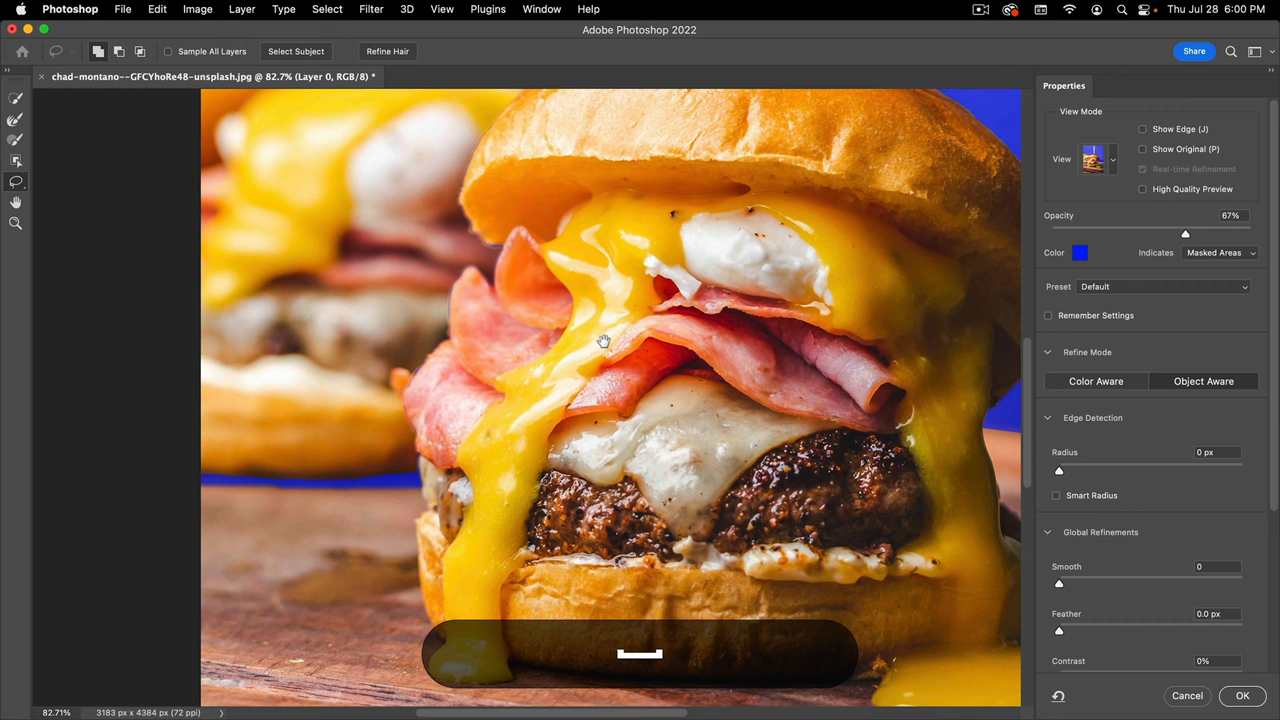 Photoshop File Edit Image Layer Type Select Filter 3D View Plugins Window Help Thu Jul 28 6:00 PM
Adobe Photoshop 2022
Sample All Layers Select Subject Refine Hair Share
× chad-montano--GFCYhoRe48-unsplash.jpg @ 82.7% (Layer 0, RGB/8) *
Properties
View Mode
Show Edge (J)
View Show Original (P)
Real-time Refinement
High Quality Preview
Opacity 67%
Color Indicates Masked Areas
Preset Default
Remember Settings
Refine Mode
Color Aware Object Aware
Edge Detection
Radius 0 px
Smart Radius
Global Refinements
Smooth 0
Feather 0.0 px
Contrast 0%
Cancel OK
82.71% 3183 px x 4384 px (72 ppi)